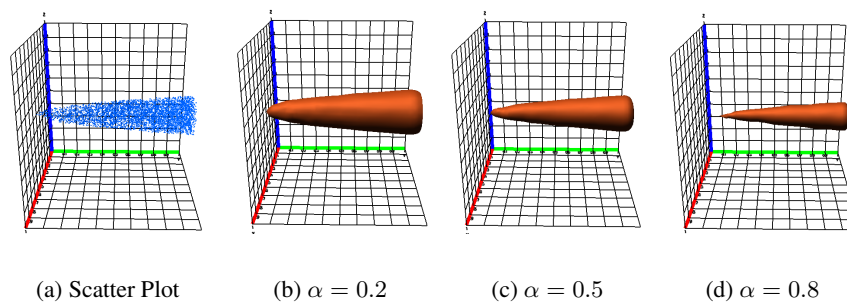 (a) Scatter Plot
(b) α = 0.2
(c) α = 0.5
(d) α = 0.8